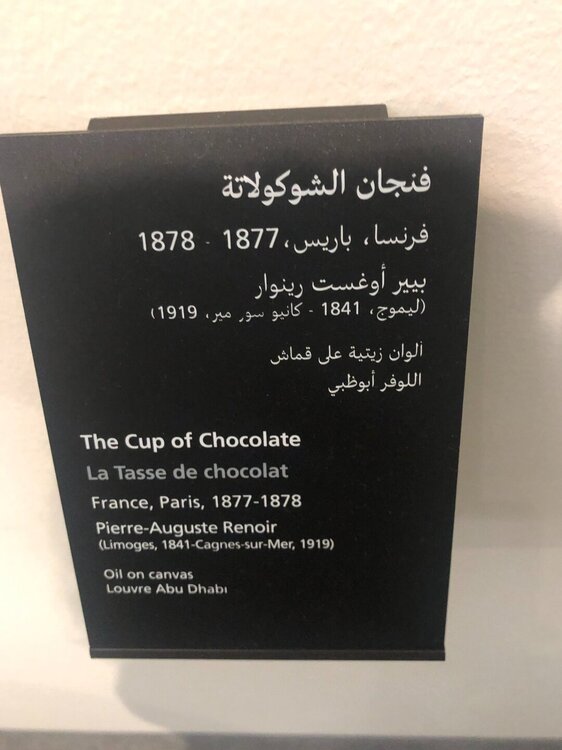 فنجان الشوكولاتة
فرنسا، باريس، 1877 - 1878
بيير أوغست رينوار
(ليموج، 1841 - كانيو سور مير، 1919)
ألوان زيتية على قماش
اللوفر أبوظبي
The Cup of Chocolate
La Tasse de chocolat
France, Paris, 1877-1878
Pierre-Auguste Renoir
(Limoges, 1841-Cagnes-sur-Mer, 1919)
Oil on canvas
Louvre Abu Dhabi